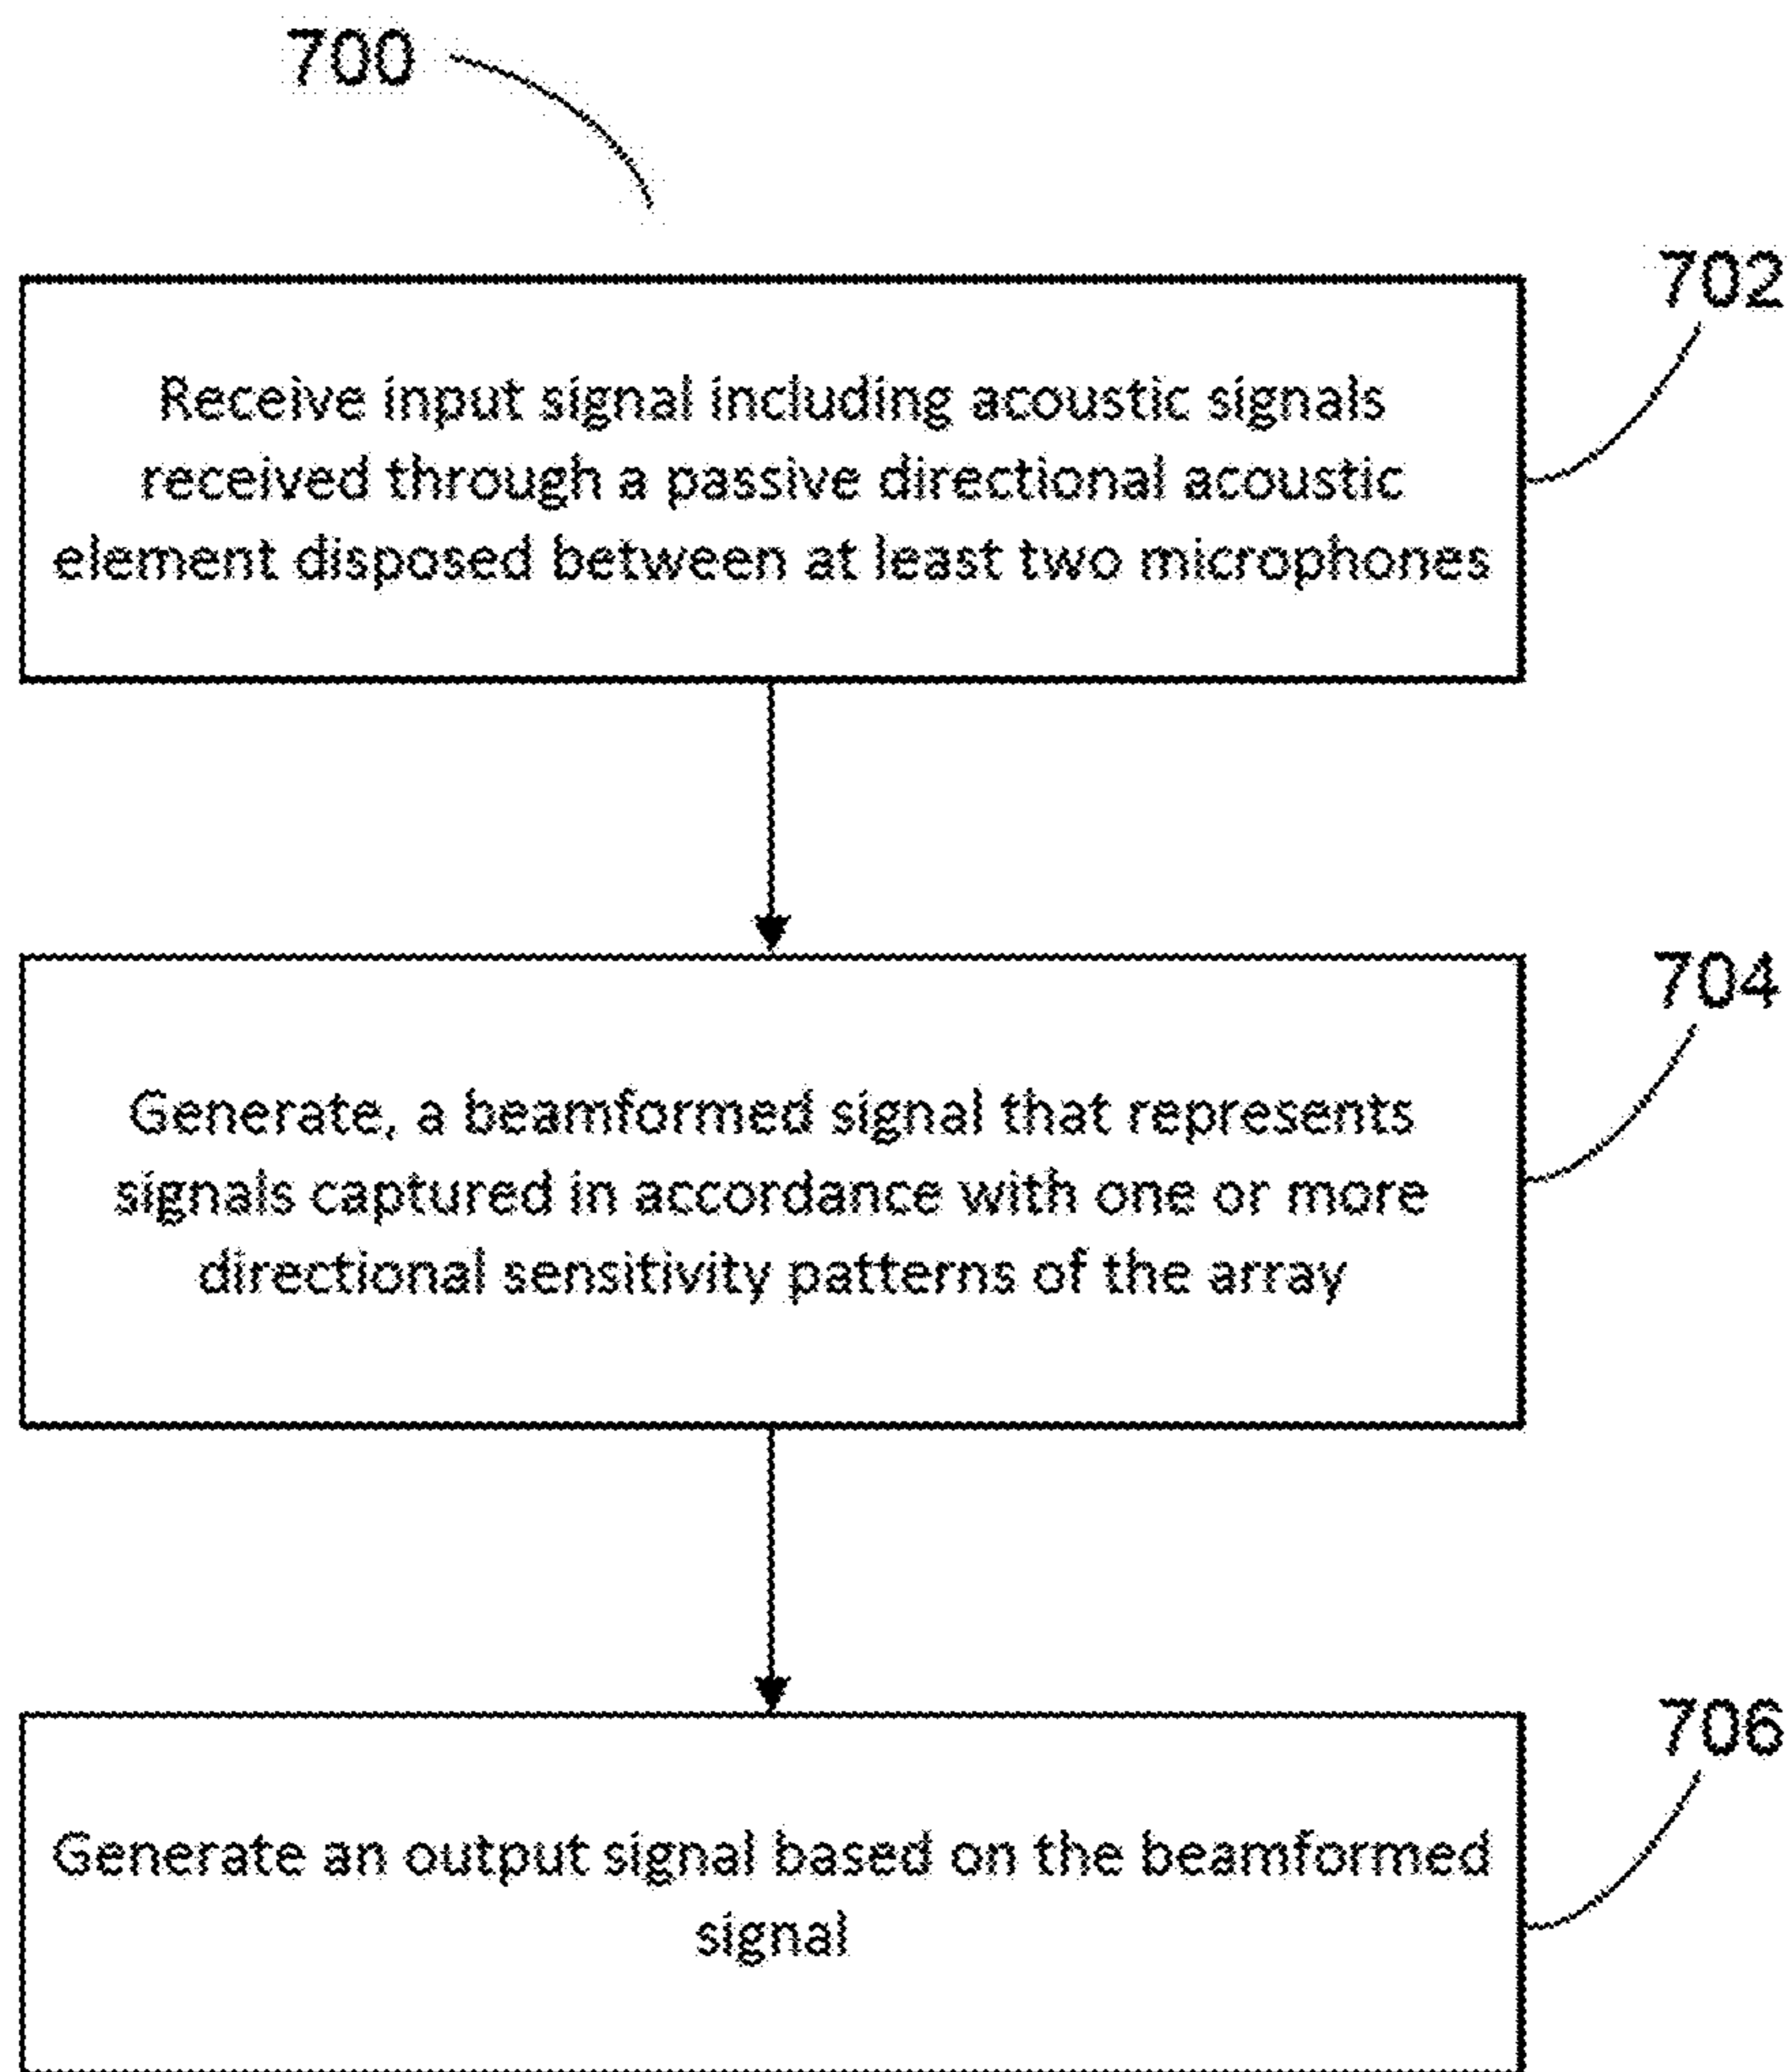 700
702
Receive input signal including acoustic signals
received through a passive directional acoustic
element disposed between at least two microphones
704
Generate, a beamformed signal that represents
signals captured in accordance with one or more
directional sensitivity patterns of the array
706
Generate an output signal based on the beamformed
signal